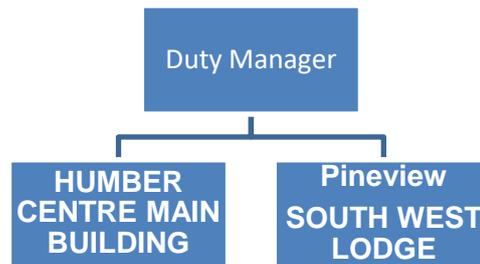 Duty Manager
HUMBER
CENTRE MAIN
BUILDING
Pineview
SOUTH WEST
LODGE